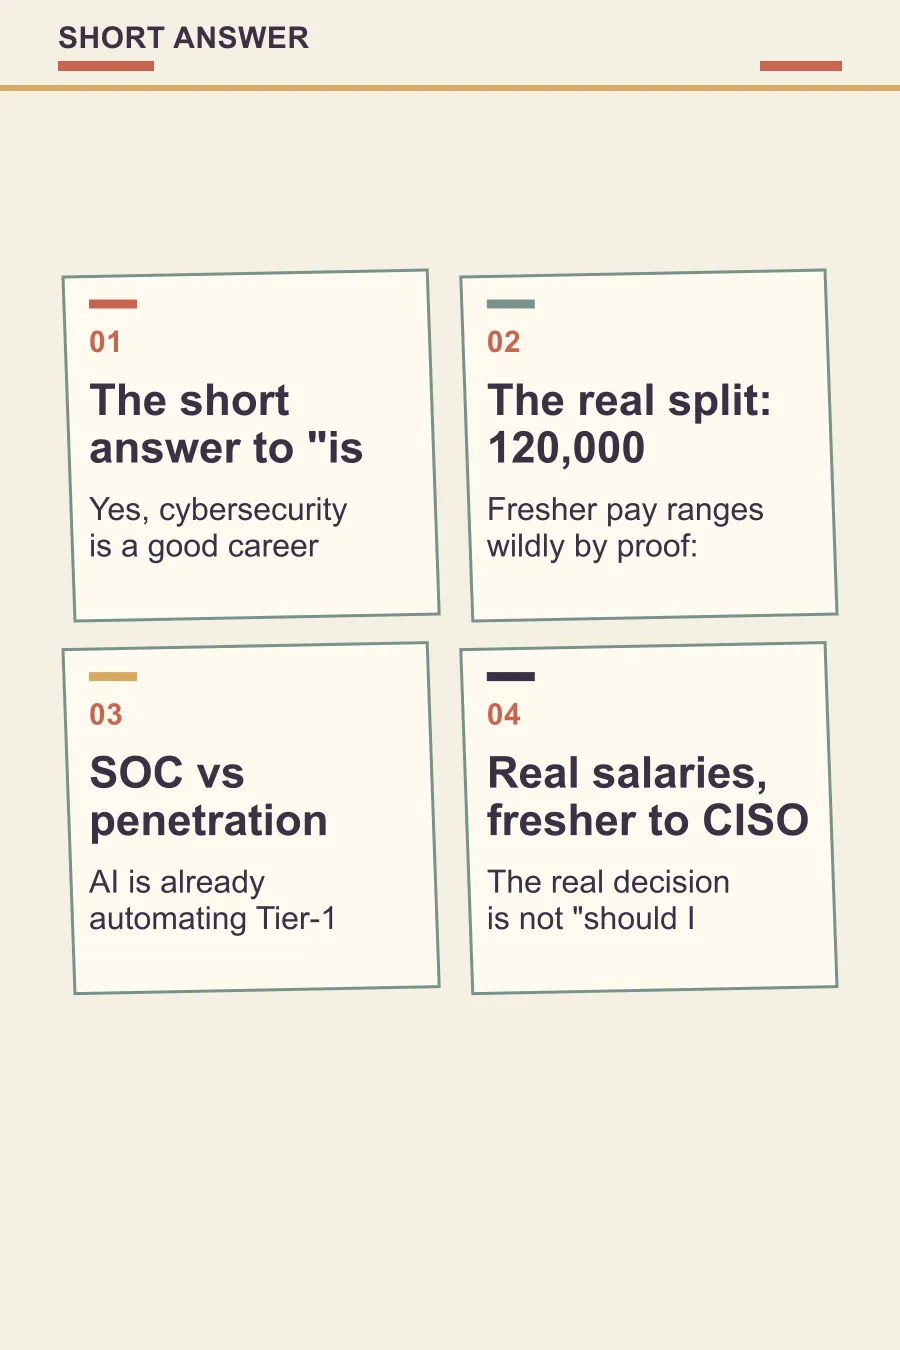 SHORT ANSWER
01
The short
answer to "is
Yes, cybersecurity
is a good career
02
The real split:
120,000
Fresher pay ranges
wildly by proof:
03
SOC vs
penetration
AI is already
automating Tier-1
04
Real salaries,
fresher to CISO
The real decision
is not "should I